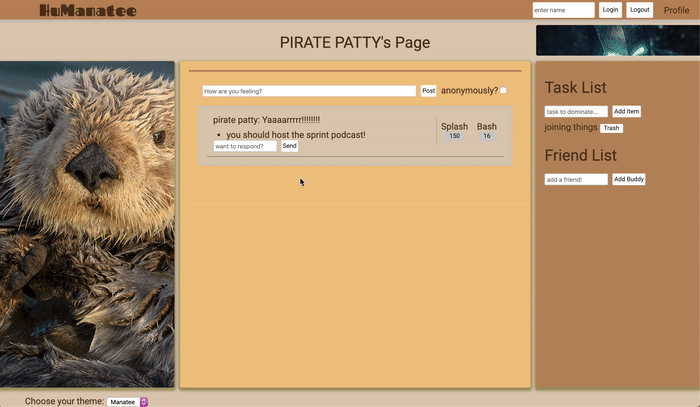 HuManatee
enter name Login Logout Profile
PIRATE PATTY's Page
How are you feeling? Post anonymously?
pirate patty: Yaaaarrrrr!!!!!!!!
you should host the sprint podcast!
want to respond? Send
Splash Bash
150 16
Task List
task to dominate... Add Item
joining things Trash
Friend List
add a friend! Add Buddy
Choose your theme: Manatee